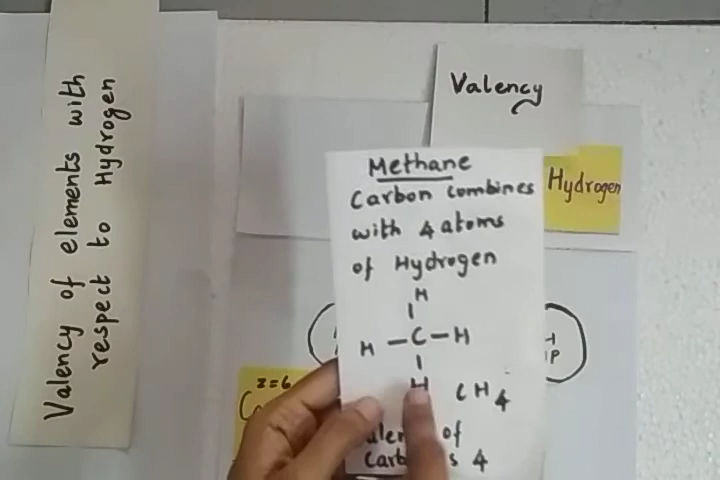 Valency of elements with
respect to Hydrogen
Valency
Hydrogen
Methane
Carbon combines
with 4 atoms
of Hydrogen
H
H - C - H
H
CH4
of
4
z=6
P